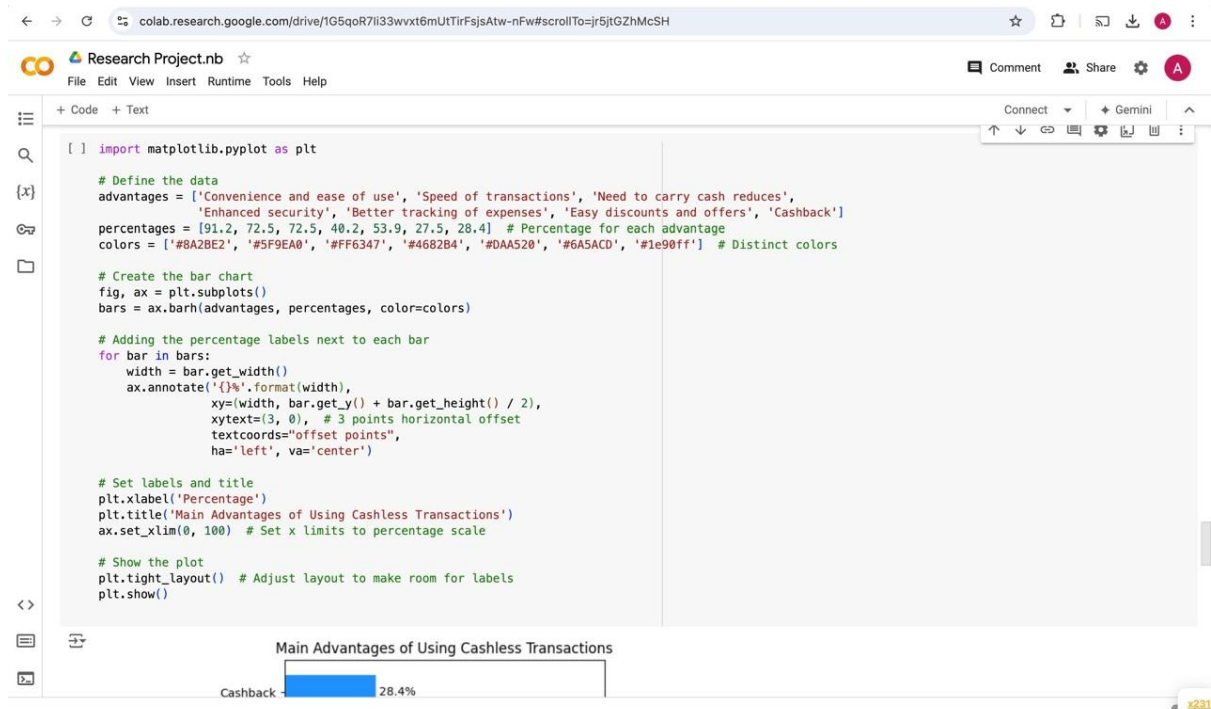 colab.research.google.com/drive/1G5qoR7Ii33wvxt6mUtTirFsjsAtw-nFw#scrollTo=jr5jtGZhMcSH
A
CO
Research Project.nb
File Edit View Insert Runtime Tools Help
Comment
Share
A
+ Code + Text
Connect
Gemini
{x}
[ ] import matplotlib.pyplot as plt
# Define the data
advantages = ['Convenience and ease of use', 'Speed of transactions', 'Need to carry cash reduces',
'Enhanced security', 'Better tracking of expenses', 'Easy discounts and offers', 'Cashback']
percentages = [91.2, 72.5, 72.5, 40.2, 53.9, 27.5, 28.4] # Percentage for each advantage
colors = ['#8A2BE2', '#5F9EA0', '#FF6347', '#4682B4', '#DAA520', '#6A5ACD', '#1e90ff'] # Distinct colors
# Create the bar chart
fig, ax = plt.subplots()
bars = ax.barh(advantages, percentages, color=colors)
# Adding the percentage labels next to each bar
for bar in bars:
width = bar.get_width()
ax.annotate('{}%'.format(width),
xy=(width, bar.get_y() + bar.get_height() / 2),
xytext=(3, 0), # 3 points horizontal offset
textcoords="offset points",
ha='left', va='center')
# Set labels and title
plt.xlabel('Percentage')
plt.title('Main Advantages of Using Cashless Transactions')
ax.set_xlim(0, 100) # Set x limits to percentage scale
# Show the plot
plt.tight_layout() # Adjust layout to make room for labels
plt.show()
Main Advantages of Using Cashless Transactions
Cashback
28.4%
x231